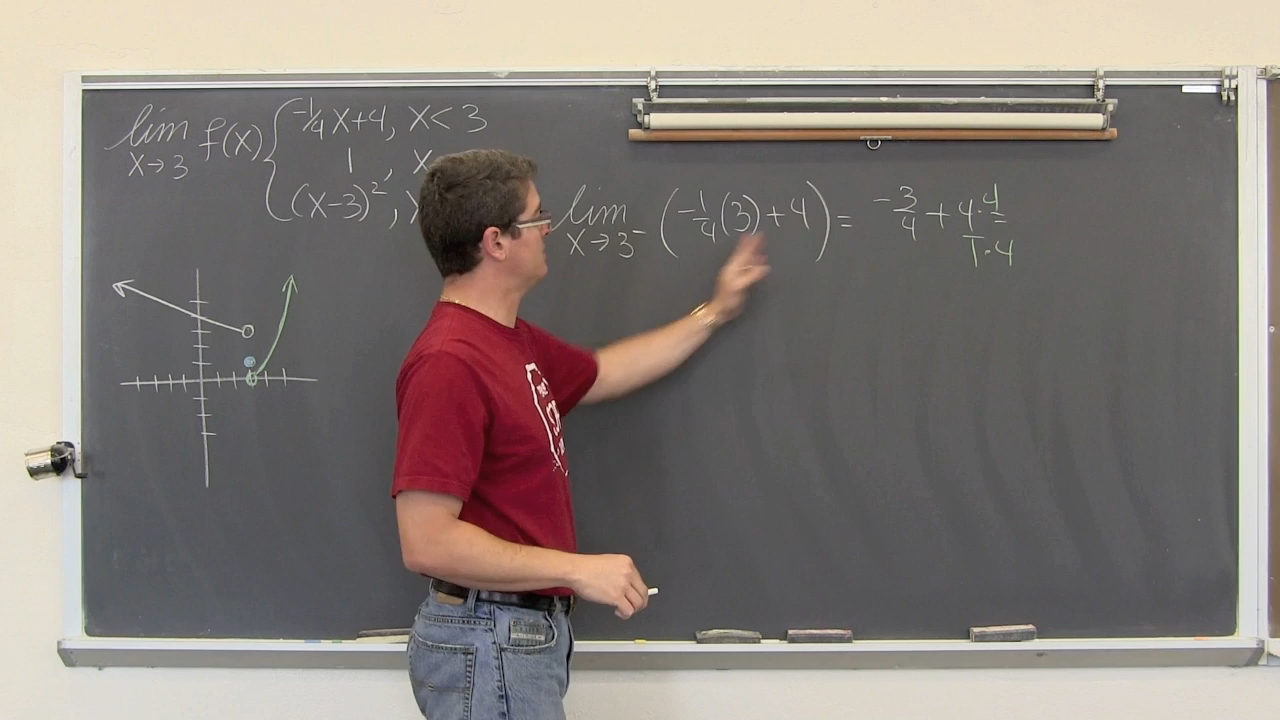 lim x→3 f(x) { -1/4 x+4, x < 3
1, x
(x-3)², x
lim x→3⁻ (-1/4 (3) + 4) = -3/4 + 4·4/1·4 =